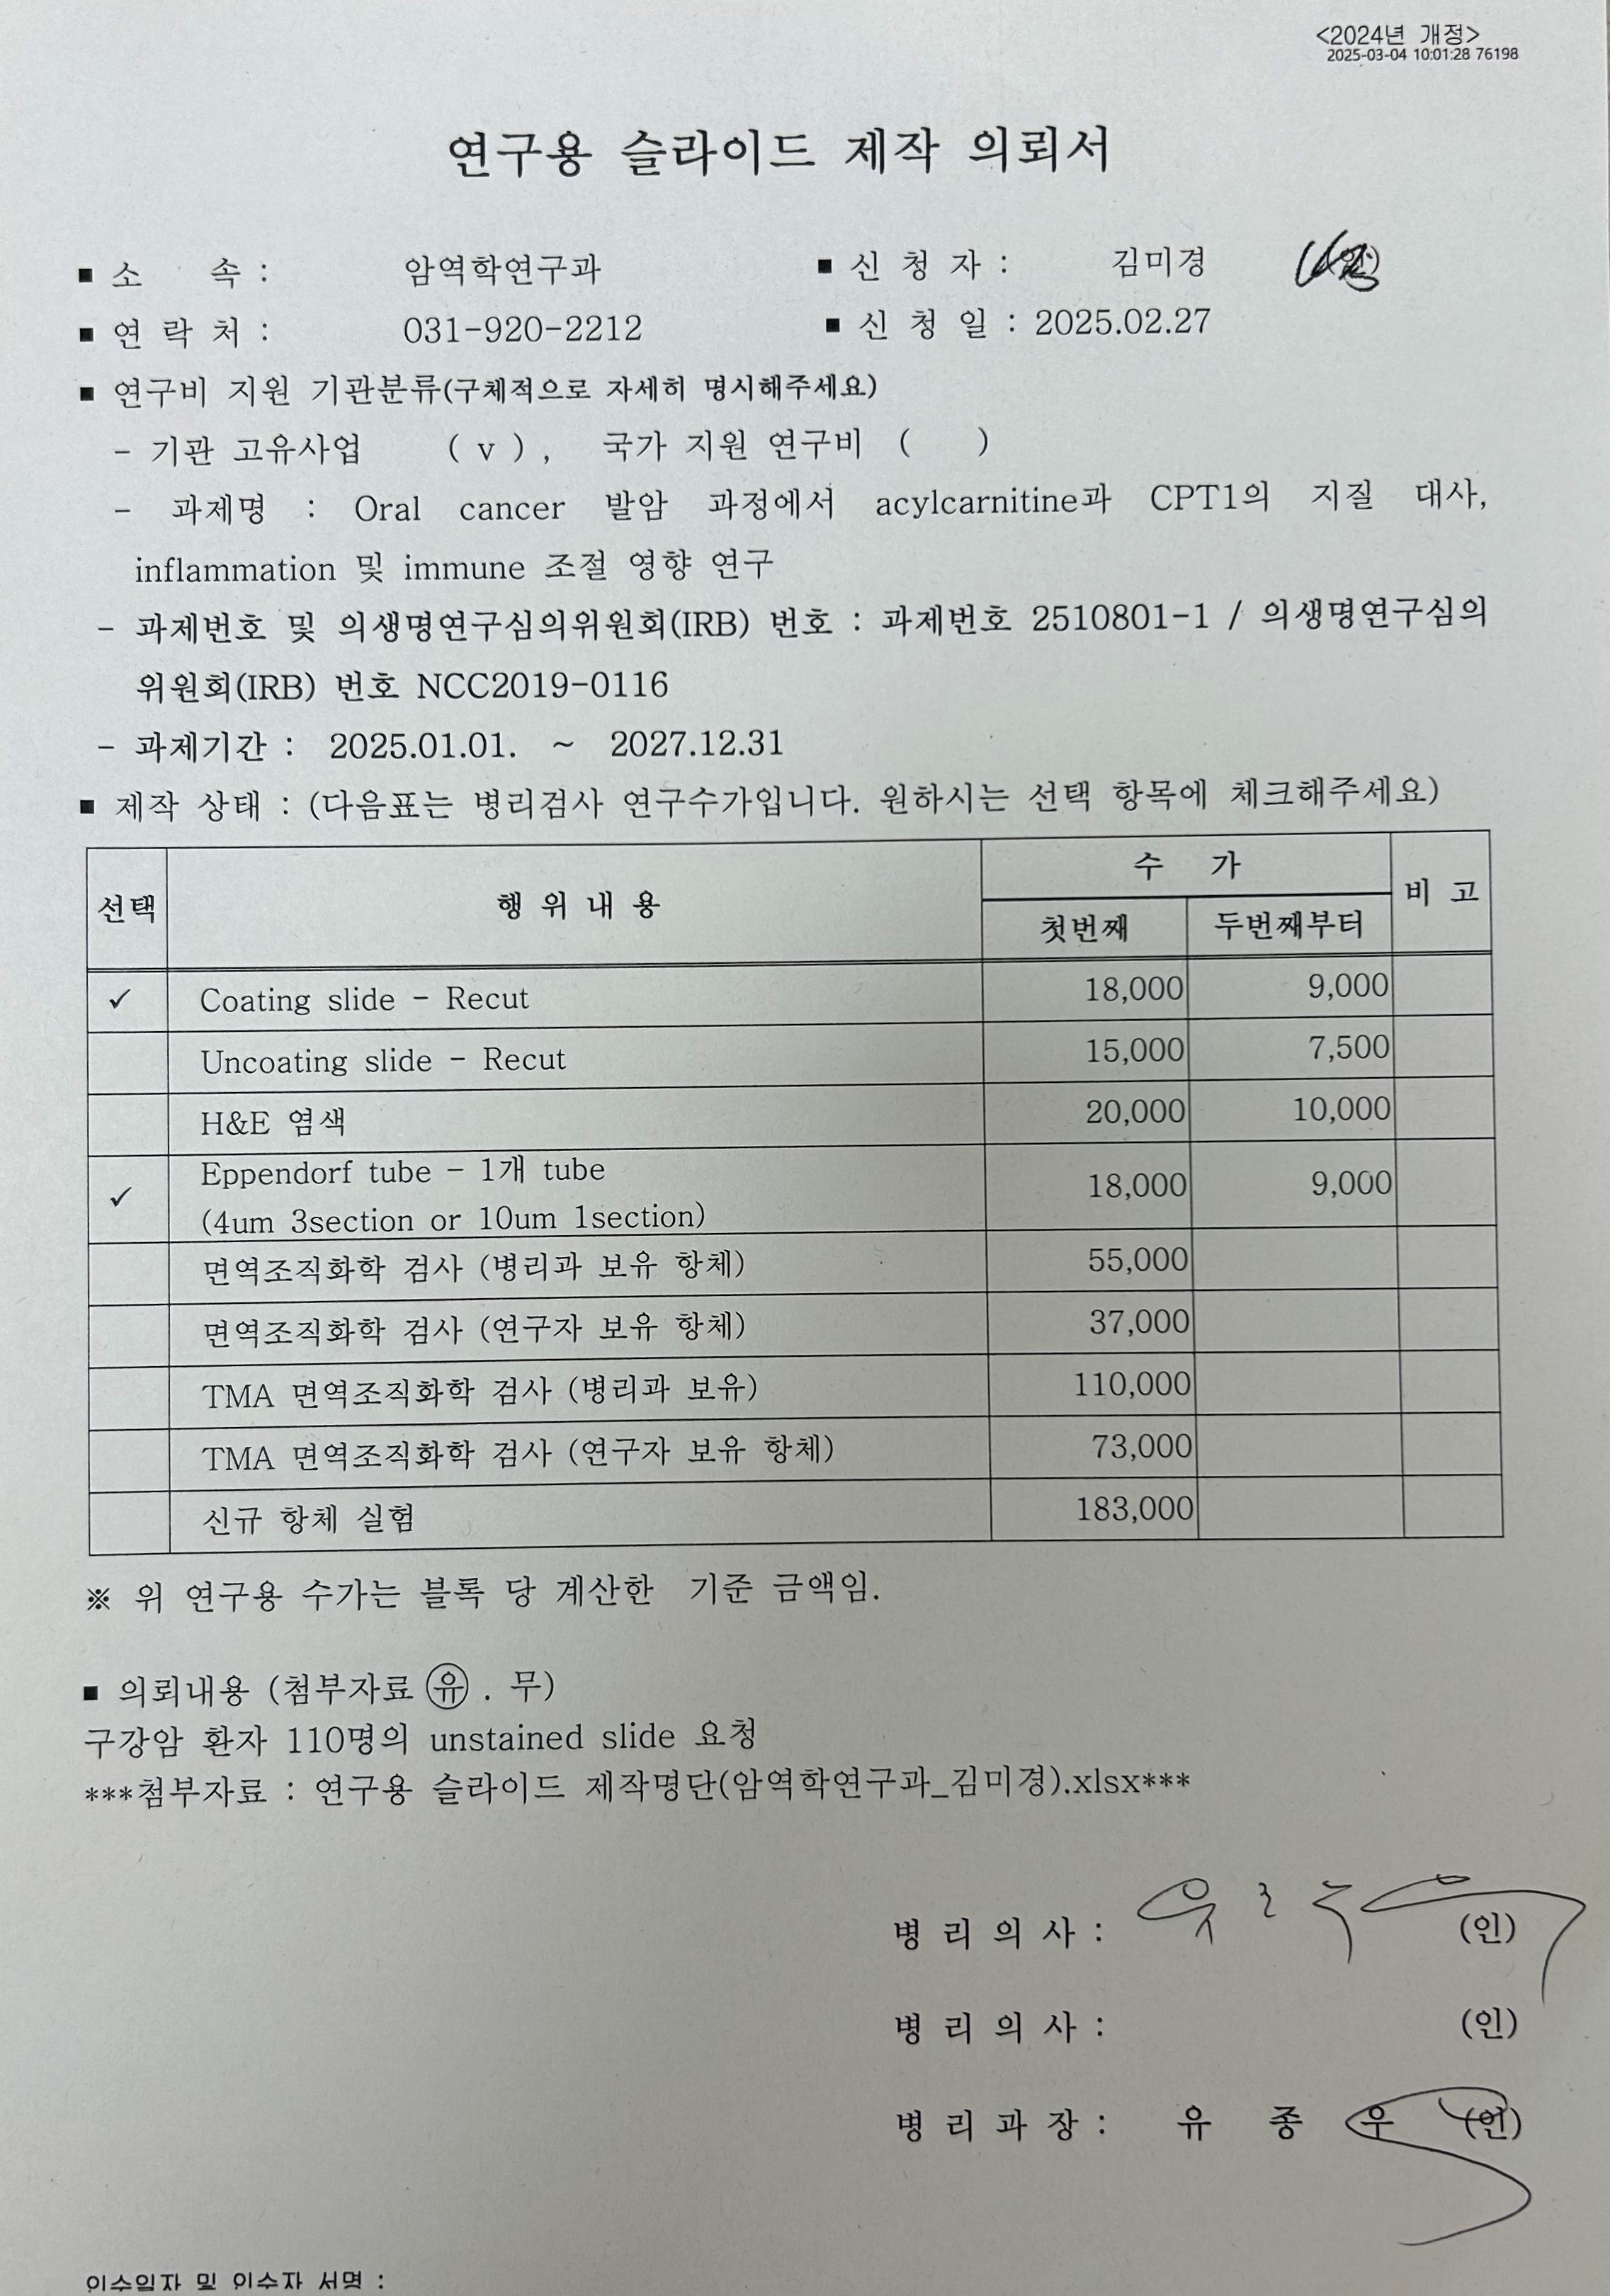 <2024년 개정>
2025-03-04 10:01:28 76198
연구용 슬라이드 제작 의뢰서
■ 소 속 : 암역학연구과 ■ 신 청 자 : 김미경
■ 연 락 처 : 031-920-2212 ■ 신 청 일 : 2025.02.27
■ 연구비 지원 기관분류(구체적으로 자세히 명시해주세요)
- 기관 고유사업 ( v ), 국가 지원 연구비 ( )
- 과제명 : Oral cancer 발암 과정에서 acylcarnitine과 CPT1의 지질 대사,
inflammation 및 immune 조절 영향 연구
- 과제번호 및 의생명연구심의위원회(IRB) 번호 : 과제번호 2510801-1 / 의생명연구심의
위원회(IRB) 번호 NCC2019-0116
- 과제기간 : 2025.01.01. ~ 2027.12.31
■ 제작 상태 : (다음표는 병리검사 연구수가입니다. 원하시는 선택 항목에 체크해주세요)
선택 행 위 내 용 수 가 비 고
첫번째 두번째부터
✓ Coating slide - Recut 18,000 9,000
Uncoating slide - Recut 15,000 7,500
H&E 염색 20,000 10,000
✓ Eppendorf tube - 1개 tube 18,000 9,000
(4um 3section or 10um 1section)
면역조직화학 검사 (병리과 보유 항체) 55,000
면역조직화학 검사 (연구자 보유 항체) 37,000
TMA 면역조직화학 검사 (병리과 보유) 110,000
TMA 면역조직화학 검사 (연구자 보유 항체) 73,000
신규 항체 실험 183,000
※ 위 연구용 수가는 블록 당 계산한 기준 금액임.
■ 의뢰내용 (첨부자료 유 . 무)
구강암 환자 110명의 unstained slide 요청
***첨부자료 : 연구용 슬라이드 제작명단(암역학연구과_김미경).xlsx***
병 리 의 사 : (인)
병 리 의 사 : (인)
병 리 과 장 : 유 종 우 (인)
인수일자 및 인수자 서명 :